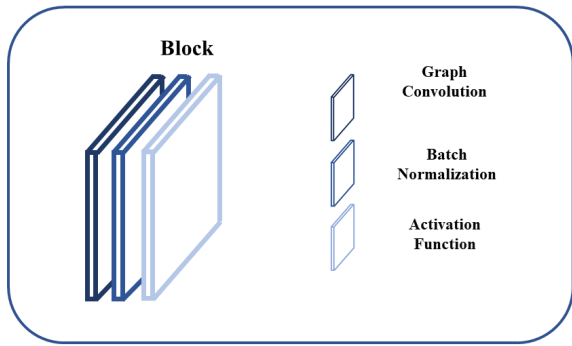 Block
Graph
Convolution
Batch
Normalization
Activation
Function